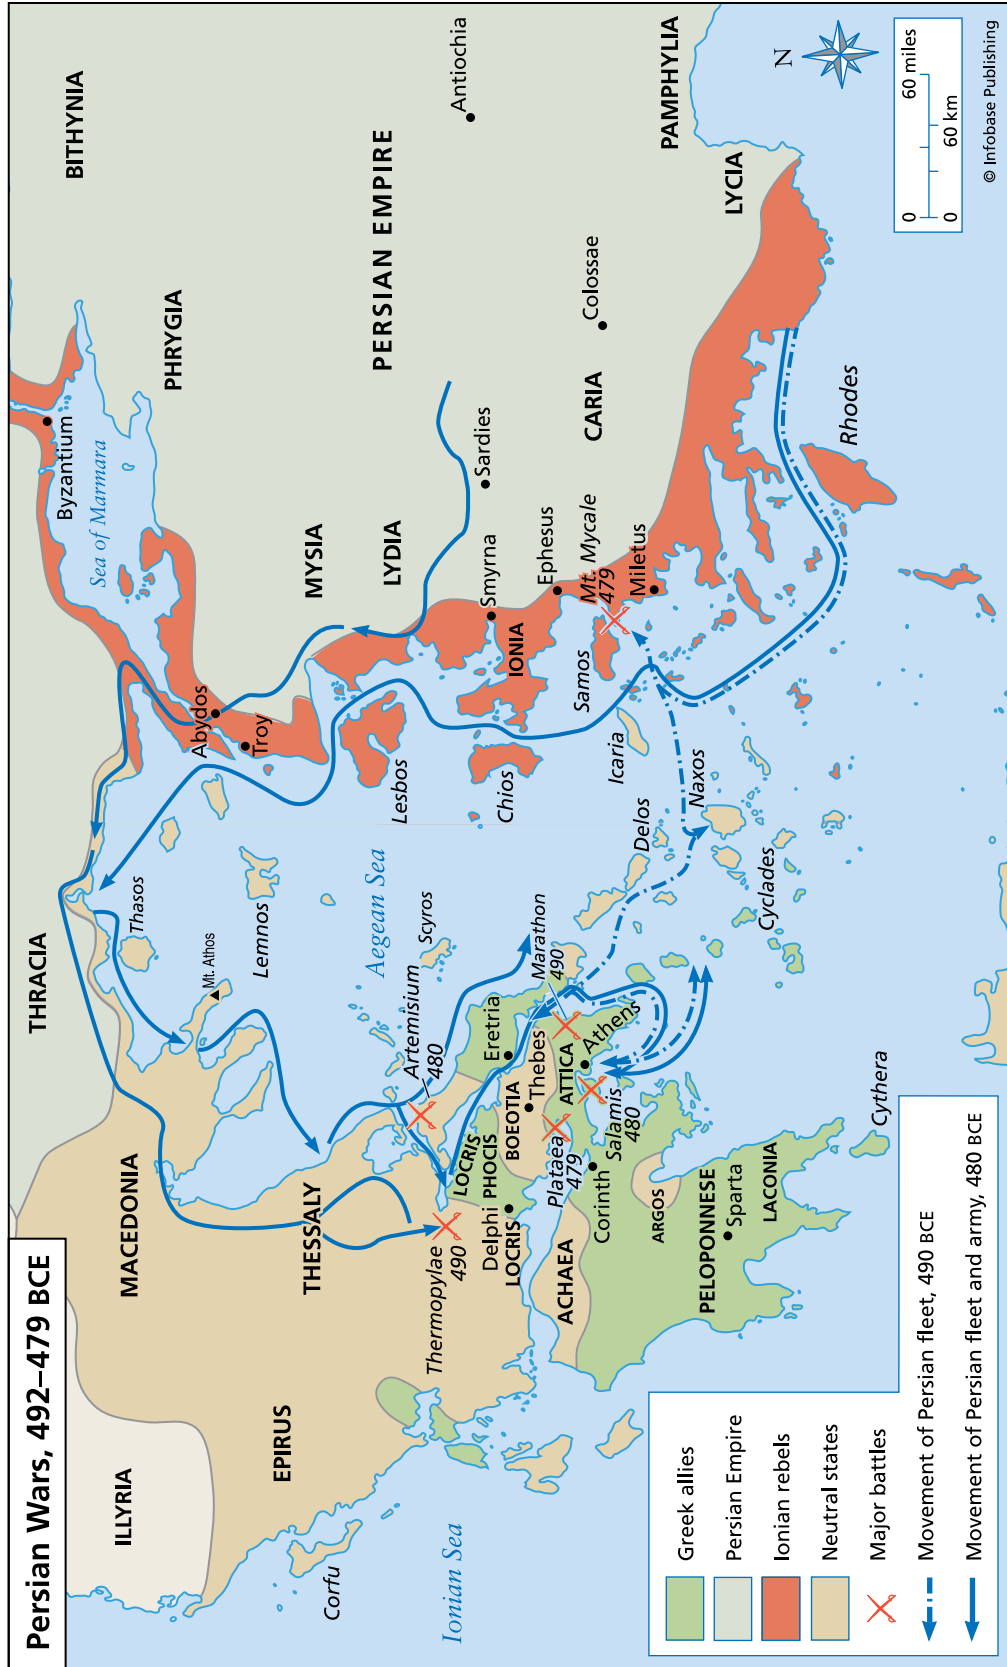 Persian Wars, 492–479 BCE
ILLYRIA
EPIRUS
MACEDONIA
THESSALY
THRACIA
Thasos
Mt. Athos
Lemnos
Aegean Sea
Scyros
Artemisium
480
Thermopylae
490
Corfu
Ionian Sea
LOCRIS
PHOCIS
Delphi
LOCRIS
BOEOTIA
Thebes
Eretria
Marathon
490
ATTICA
Athens
Plataea
479
Salamis
480
ACHAEA
Corinth
ARGOS
PELOPONNESE
Sparta
LACONIA
Cythera
Byzantium
Sea of Marmara
BITHYNIA
PHRYGIA
PERSIAN EMPIRE
Antiochia
MYSIA
LYDIA
Sardies
Abydos
Troy
Lesbos
Chios
Smyrna
IONIA
Ephesus
Samos
Mt. Mycale
479
Miletus
CARIA
Colossae
Icaria
Delos
Naxos
Cyclades
Rhodes
LYCIA
PAMPHYLIA
N
0 60 miles
0 60 km
© Infobase Publishing
Greek allies
Persian Empire
Ionian rebels
Neutral states
Major battles
Movement of Persian fleet, 490 BCE
Movement of Persian fleet and army, 480 BCE